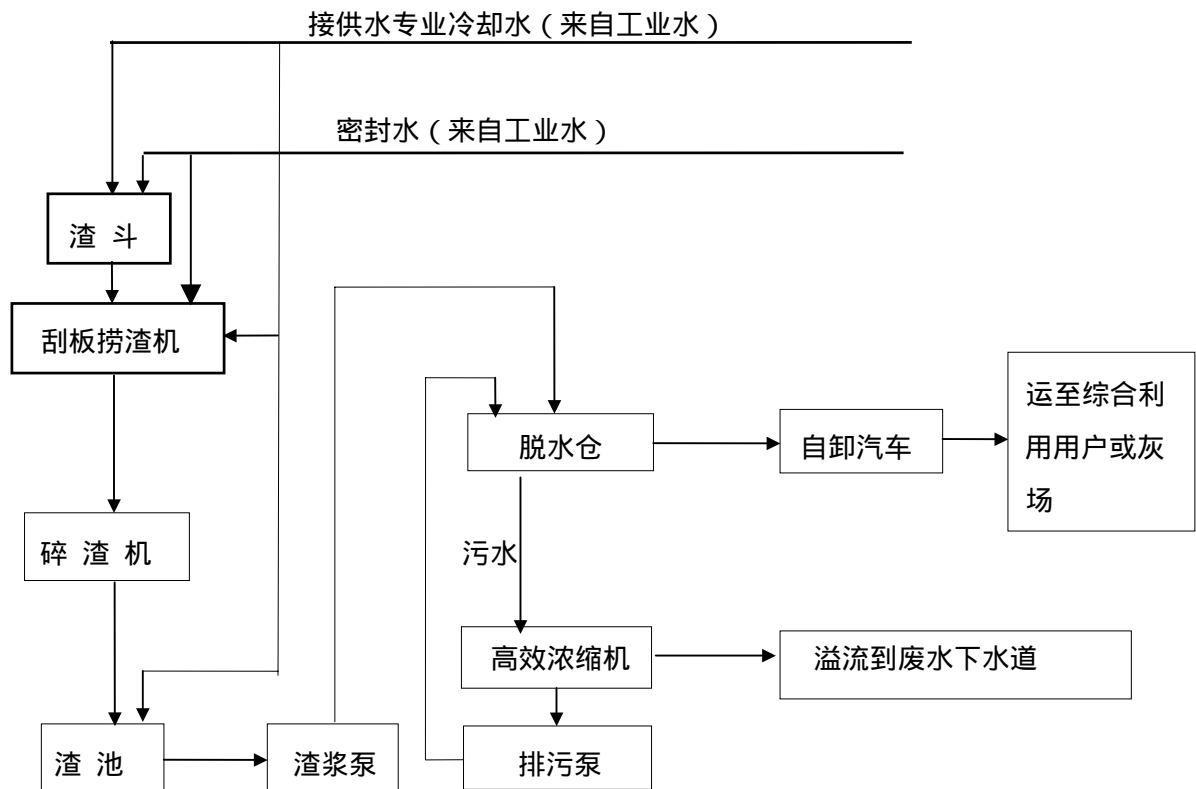 接供水专业冷却水（来自工业水）
密封水（来自工业水）
渣 斗
刮板捞渣机
运至综合利
用用户或灰
场
脱水仓
自卸汽车
碎 渣 机
污水
高效浓缩机
溢流到废水下水道
渣 池
渣浆泵
排污泵